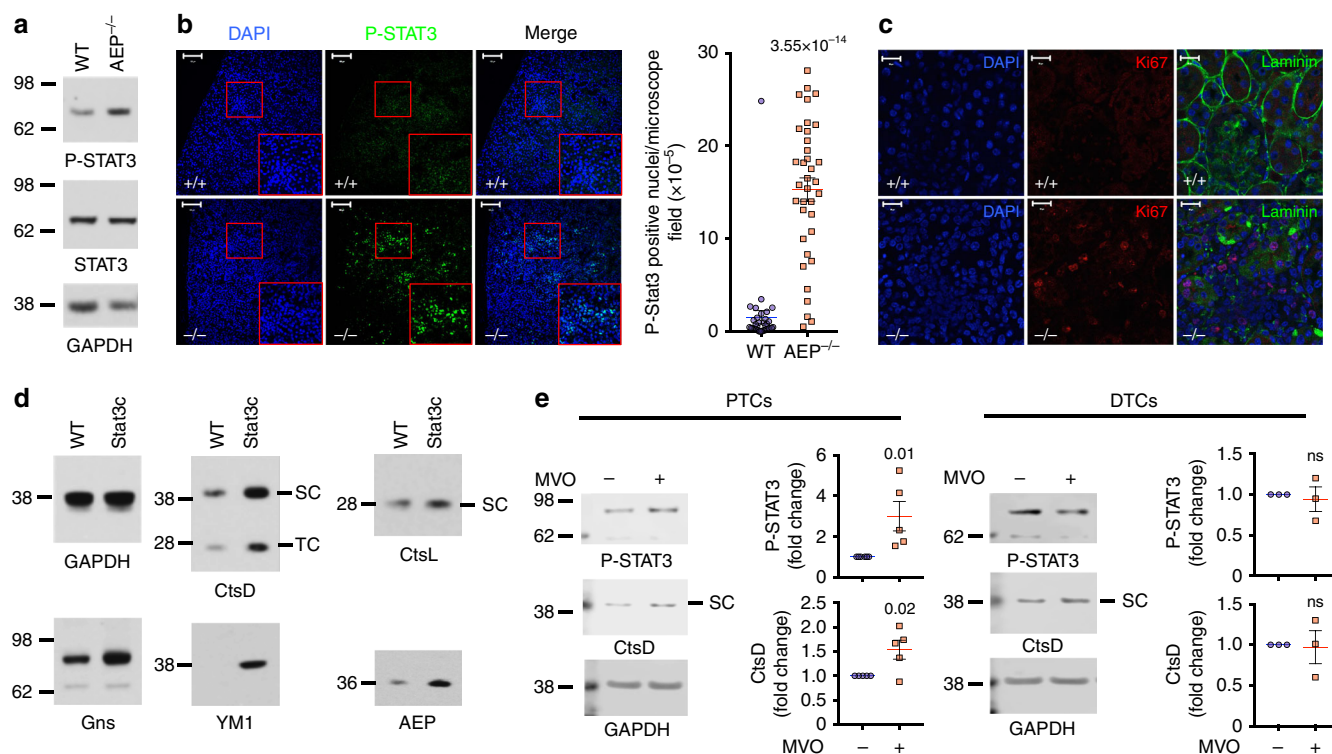 a
WT
AEP⁻/⁻
98
62
P-STAT3
98
62
STAT3
38
GAPDH
b
DAPI
P-STAT3
Merge
+/+
+/+
+/+
−/−
−/−
−/−
P-Stat3 positive nuclei/microscope
field (×10⁻⁵)
30
20
10
0
3.55×10⁻¹⁴
WT
AEP⁻/⁻
c
DAPI
Ki67
Laminin
+/+
+/+
+/+
DAPI
Ki67
Laminin
−/−
−/−
−/−
d
WT
Stat3c
38
GAPDH
WT
Stat3c
38
SC
28
TC
CtsD
WT
Stat3c
28
SC
CtsL
98
62
Gns
38
YM1
36
AEP
e
PTCs
MVO
−
+
98
62
P-STAT3
38
SC
CtsD
38
GAPDH
P-STAT3
(fold change)
6
4
2
0
0.01
CtsD
(fold change)
2.5
2.0
1.5
1.0
0.5
0
0.02
MVO
−
+
DTCs
MVO
−
+
62
P-STAT3
38
SC
CtsD
38
GAPDH
P-STAT3
(fold change)
1.5
1.0
0.5
0
ns
CtsD
(fold change)
1.5
1.0
0.5
0
ns
MVO
−
+